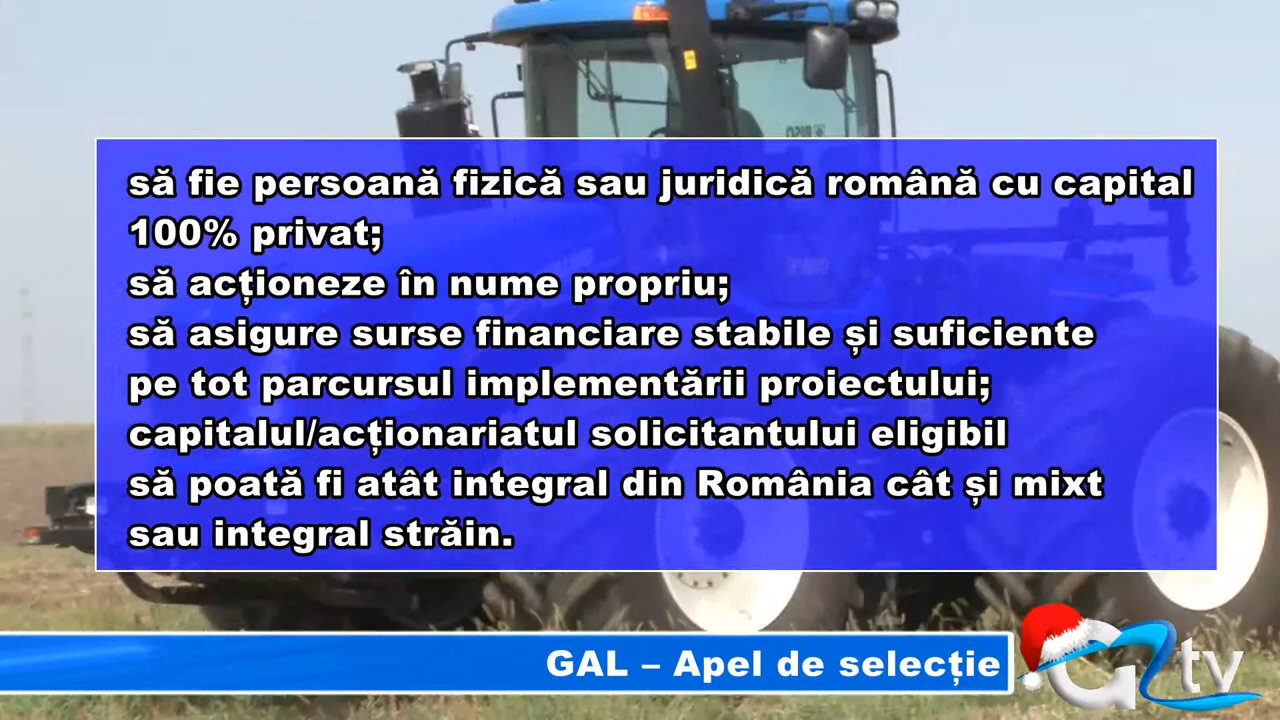 să fie persoană fizică sau juridică română cu capital
100% privat;
să acționeze în nume propriu;
să asigure surse financiare stabile și suficiente
pe tot parcursul implementării proiectului;
capitalul/acționariatul solicitantului eligibil
să poată fi atât integral din România cât și mixt
sau integral străin.
GAL – Apel de selecție
G2 tv